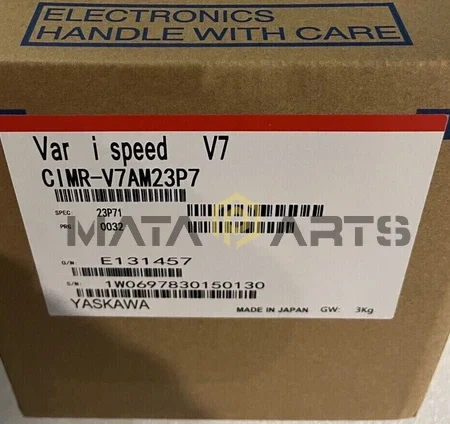 ELECTRONICS
HANDLE WITH CARE
Var i speed V7
CIMR-V7AM23P7
SPEC: 23P71
PRG: 0032
MATA PARTS
O/N: E131457
S/N: 1W0697830150130
YASKAWA MADE IN JAPAN GW: 3Kg